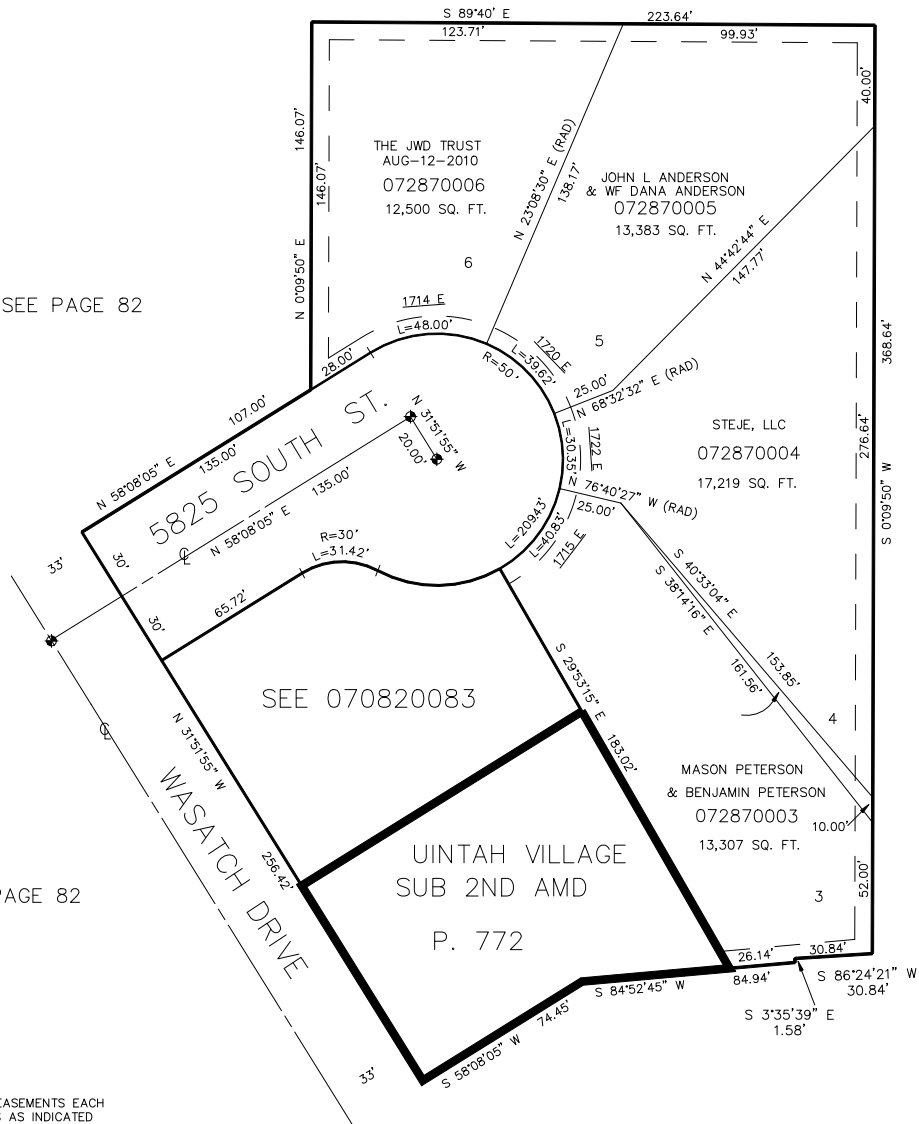 S 89°40' E
223.64'
123.71'
99.93'
40.00'
146.07'
146.07'
N 0°09'50" E
THE JWD TRUST
AUG-12-2010
072870006
12,500 SQ. FT.
6
N 23°08'30" E (RAD)
138.17'
JOHN L ANDERSON
& WF DANA ANDERSON
072870005
13,383 SQ. FT.
5
N 44°42'44" E
147.77'
SEE PAGE 82
1714 E
L=48.00'
28.00'
R=50'
1720 E
L=39.62'
25.00'
N 68°32'32" E (RAD)
368.64'
276.64'
S 0°09'50" W
107.00'
N 58°08'05" E
135.00'
5825 SOUTH ST.
N 31°51'55" W
20.00'
135.00'
N 58°08'05" E
L=30.35'
1722 E
STEJE, LLC
072870004
17,219 SQ. FT.
N 76°40'27" W (RAD)
25.00'
L=209.43'
L=40.83'
1715 E
33'
30'
30'
R=30'
L=31.42'
65.72'
S 40°33'04" E
S 38°14'16" E
153.85'
161.56'
4
S 29°53'15" E
183.02'
SEE 070820083
N 31°51'55" W
256.42'
WASATCH DRIVE
MASON PETERSON
& BENJAMIN PETERSON
072870003
13,307 SQ. FT.
10.00'
52.00'
3
UINTAH VILLAGE
SUB 2ND AMD
P. 772
PAGE 82
26.14'
30.84'
84.94'
S 86°24'21" W
30.84'
S 3°35'39" E
1.58'
S 84°52'45" W
74.45'
S 58°08'05" W
33'
EASEMENTS EACH
AS INDICATED